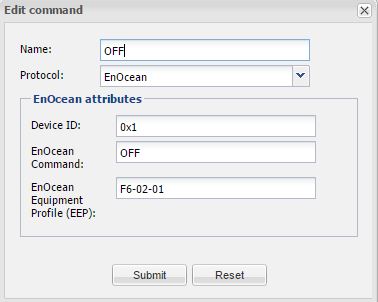 Edit command
Name: OFF
Protocol: EnOcean
EnOcean attributes
Device ID: 0x1
EnOcean
Command: OFF
EnOcean
Equipment
Profile (EEP): F6-02-01
Submit Reset